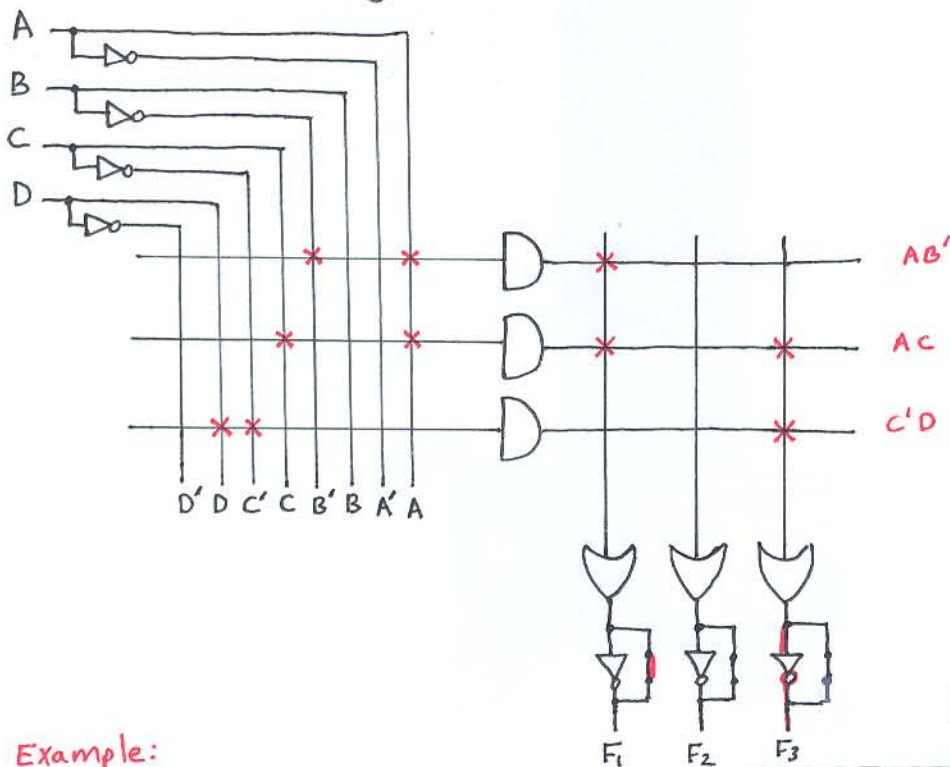 A
B
C
D
AB'
AC
C'D
D' D C' C B' B A' A
F1 F2 F3
Example: